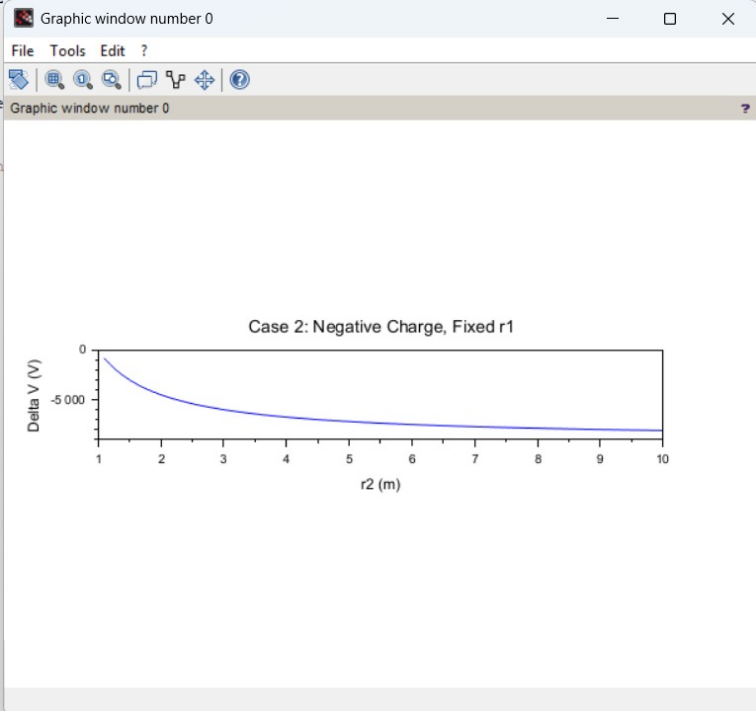 Graphic window number 0
File Tools Edit ?
Graphic window number 0 ?
Case 2: Negative Charge, Fixed r1
0
-5 000
Delta V (V)
1 2 3 4 5 6 7 8 9 10
r2 (m)